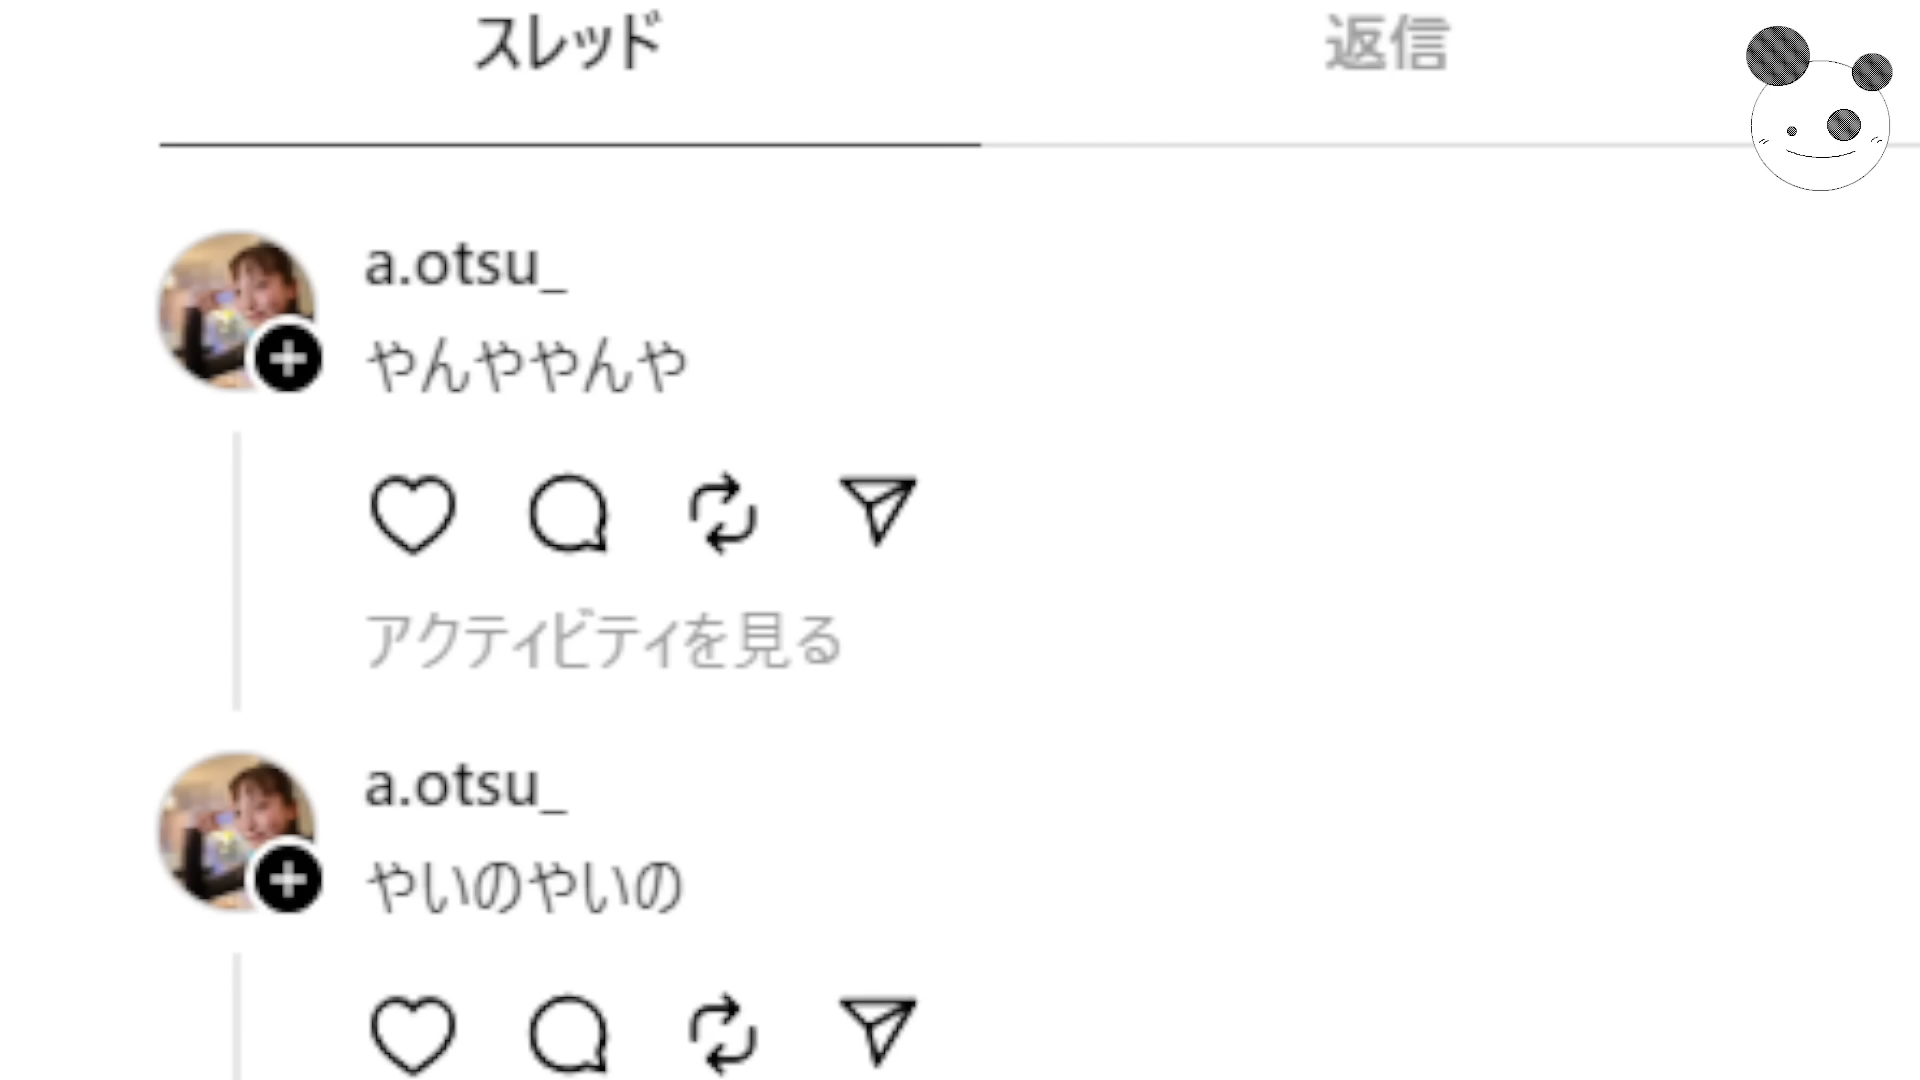 スレッド
返信
a.otsu_
やんややんや
アクティビティを見る
a.otsu_
やいのやいの